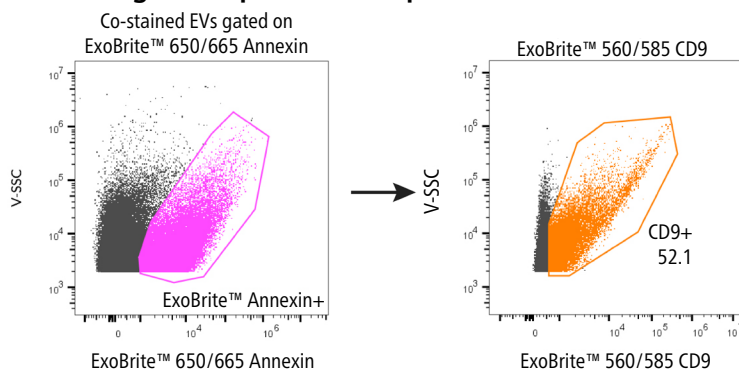 Co-stained EVs gated on
ExoBrite™ 650/665 Annexin
10⁷
10⁶
10⁵
10⁴
10³
V-SSC
ExoBrite™ Annexin+
0
10⁴
10⁶
ExoBrite™ 650/665 Annexin
ExoBrite™ 560/585 CD9
10⁷
10⁶
10⁵
10⁴
10³
V-SSC
CD9+
52.1
0
10⁴
10⁵
10⁶
10
ExoBrite™ 560/585 CD9